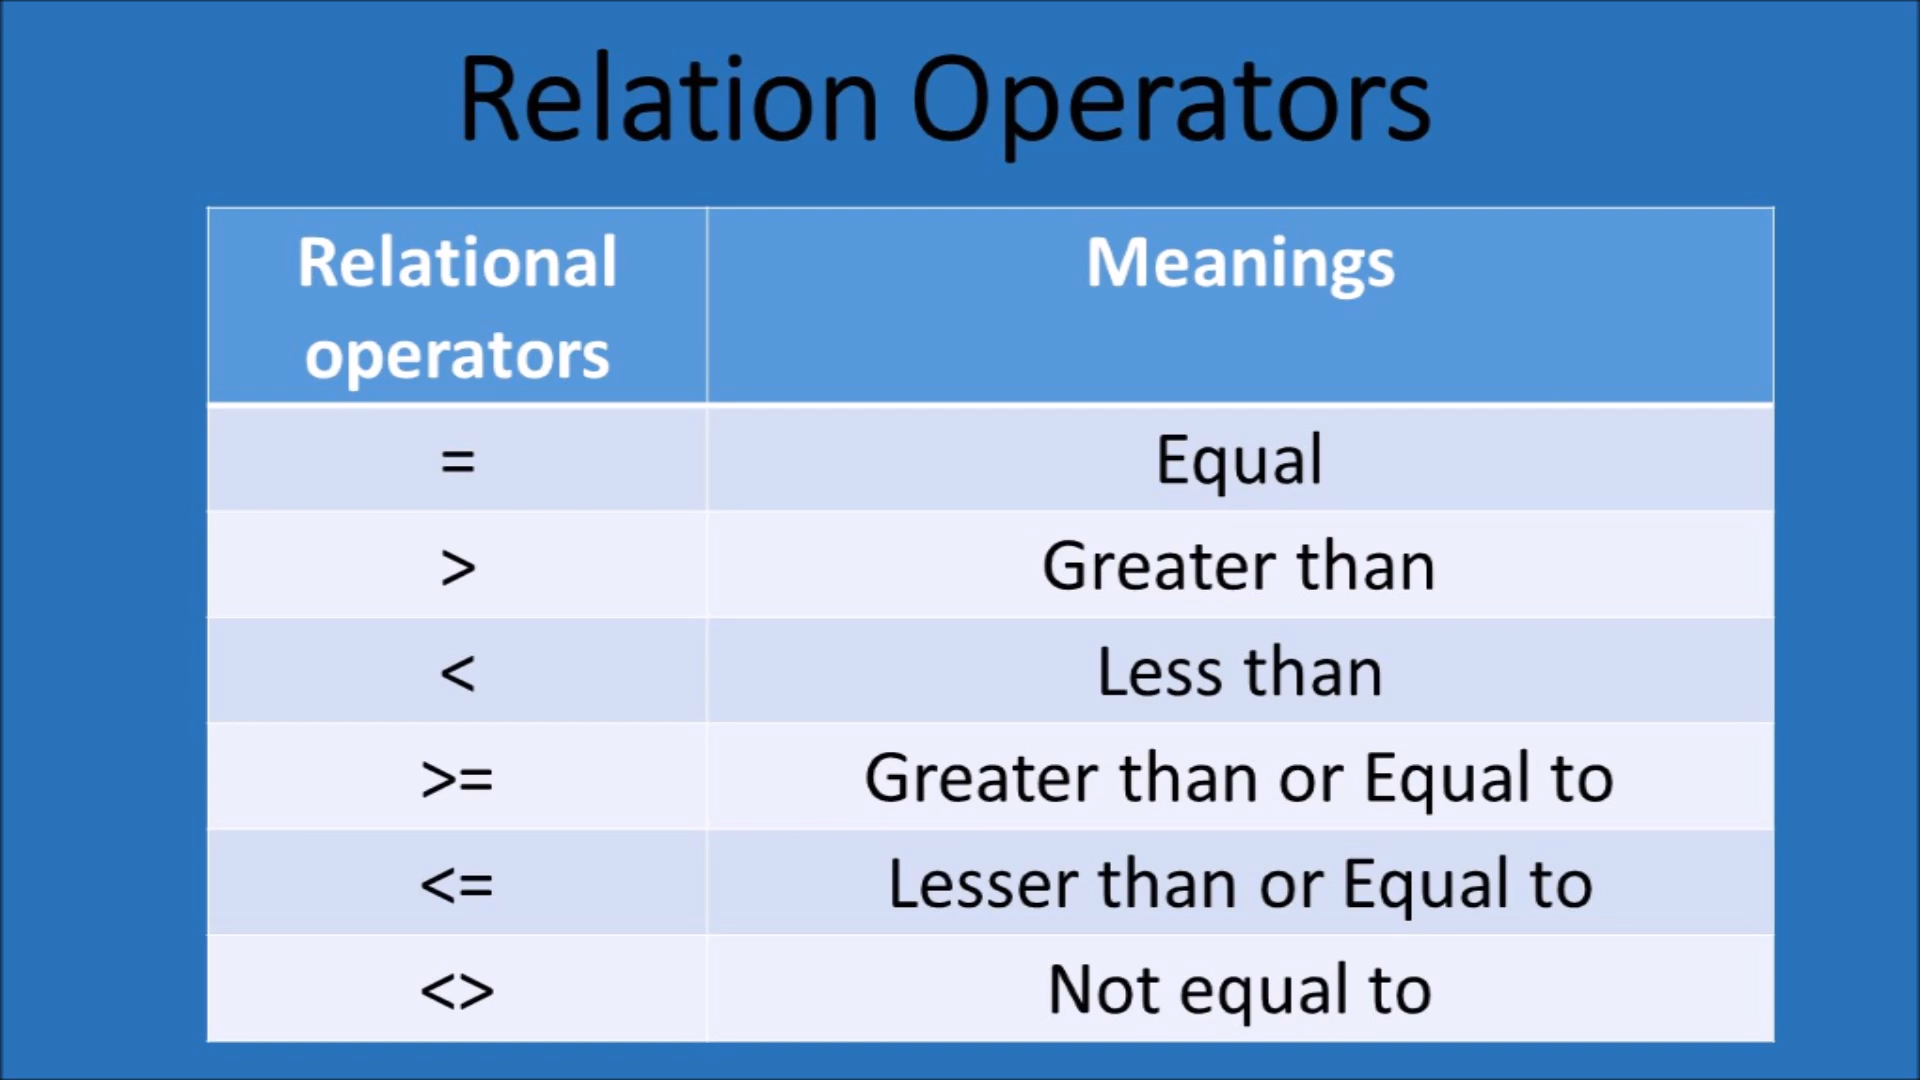 Relation Operators
Relational operators Meanings
= Equal
> Greater than
< Less than
>= Greater than or Equal to
<= Lesser than or Equal to
<> Not equal to